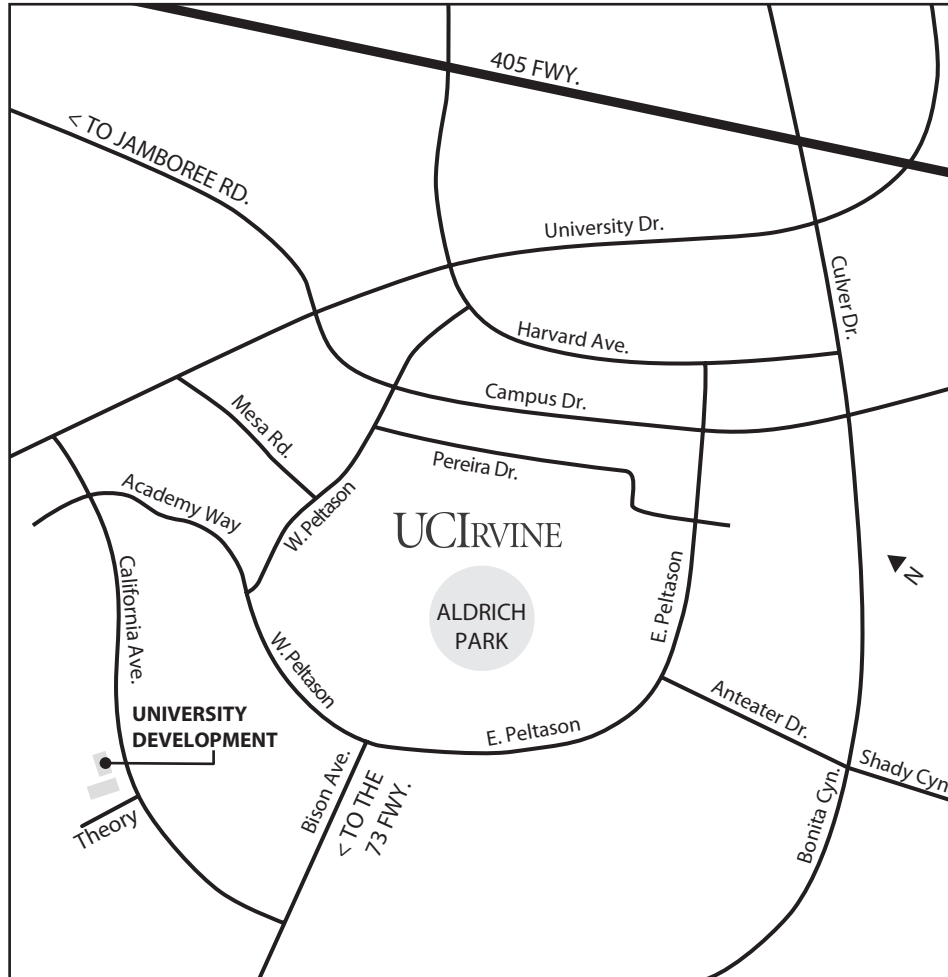 405 FWY.
< TO JAMBOREE RD.
University Dr.
Culver Dr.
Harvard Ave.
Campus Dr.
Mesa Rd.
Pereira Dr.
Academy Way
W. Peltason
UCIRVINE
N
California Ave.
ALDRICH
PARK
E. Peltason
W. Peltason
Anteater Dr.
UNIVERSITY
DEVELOPMENT
E. Peltason
Shady Cyn.
Bison Ave.
< TO THE
73 FWY.
Bonita Cyn.
Theory